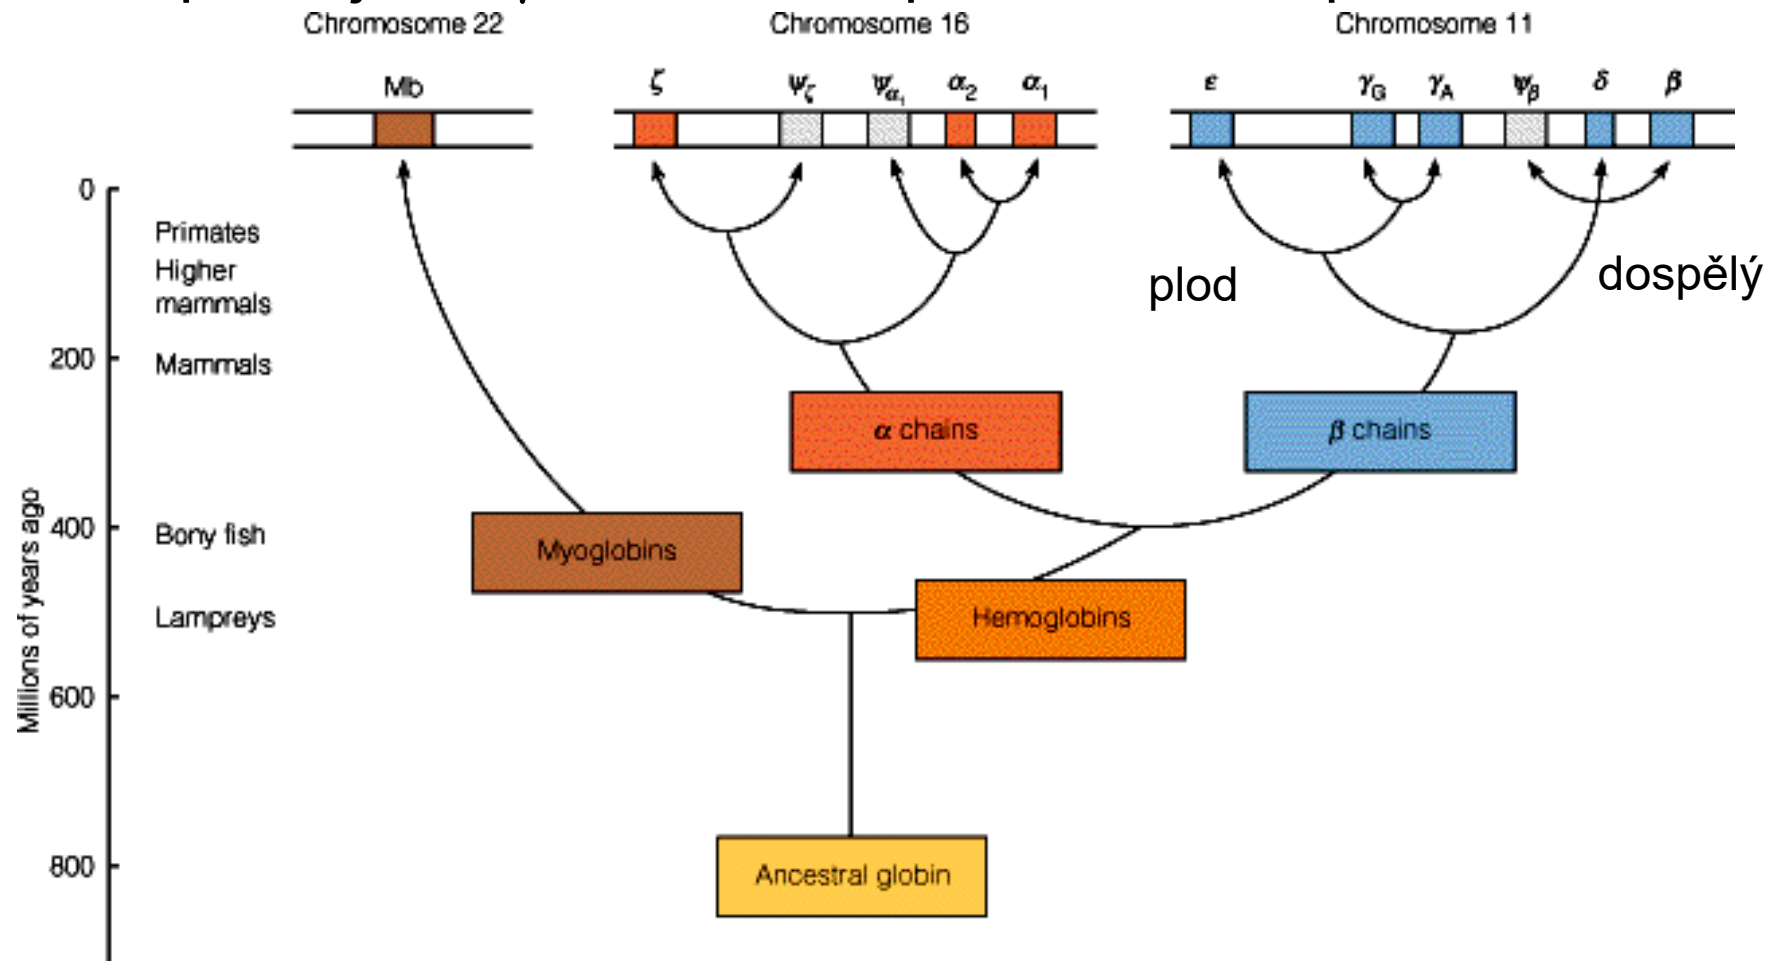 Chromosome 22
Chromosome 16
Chromosome 11
Mb
ζ ψζ ψα₁ α₂ α₁
ε γG γA ψβ δ β
0
Primates
Higher
mammals
plod
dospělý
200
Mammals
α chains
β chains
Millions of years ago
400
Bony fish
Myoglobins
Lampreys
Hemoglobins
600
800
Ancestral globin